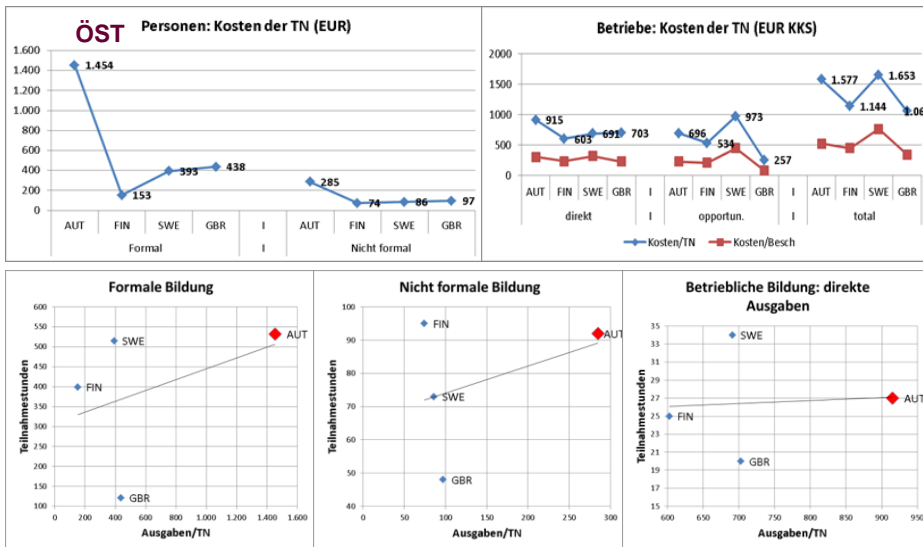 ÖST
Personen: Kosten der TN (EUR)
1.600
1.400
1.200
1.000
800
600
400
200
0
1.454
153
393
438
285
74
86
97
AUT FIN SWE GBR I AUT FIN SWE GBR
Formal I Nicht formal
Betriebe: Kosten der TN (EUR KKS)
2000
1500
1000
500
0
915
603
691
703
696
534
973
257
1.577
1.144
1.653
1.06
AUT FIN SWE GBR I AUT FIN SWE GBR I AUT FIN SWE GBR
direkt I opportun. I total
Kosten/TN Kosten/Besch
Formale Bildung
Teilnahmestunden
600
550
500
450
400
350
300
250
200
150
100
AUT
SWE
FIN
GBR
0 200 400 600 800 1.000 1.200 1.400 1.600
Ausgaben/TN
Nicht formale Bildung
Teilnahmestunden
100
90
80
70
60
50
40
FIN
AUT
SWE
GBR
0 50 100 150 200 250 300
Ausgaben/TN
Betriebliche Bildung: direkte
Ausgaben
Teilnahmestunden
35
33
31
29
27
25
23
21
19
17
15
SWE
AUT
FIN
GBR
600 650 700 750 800 850 900 950
Ausgaben/TN